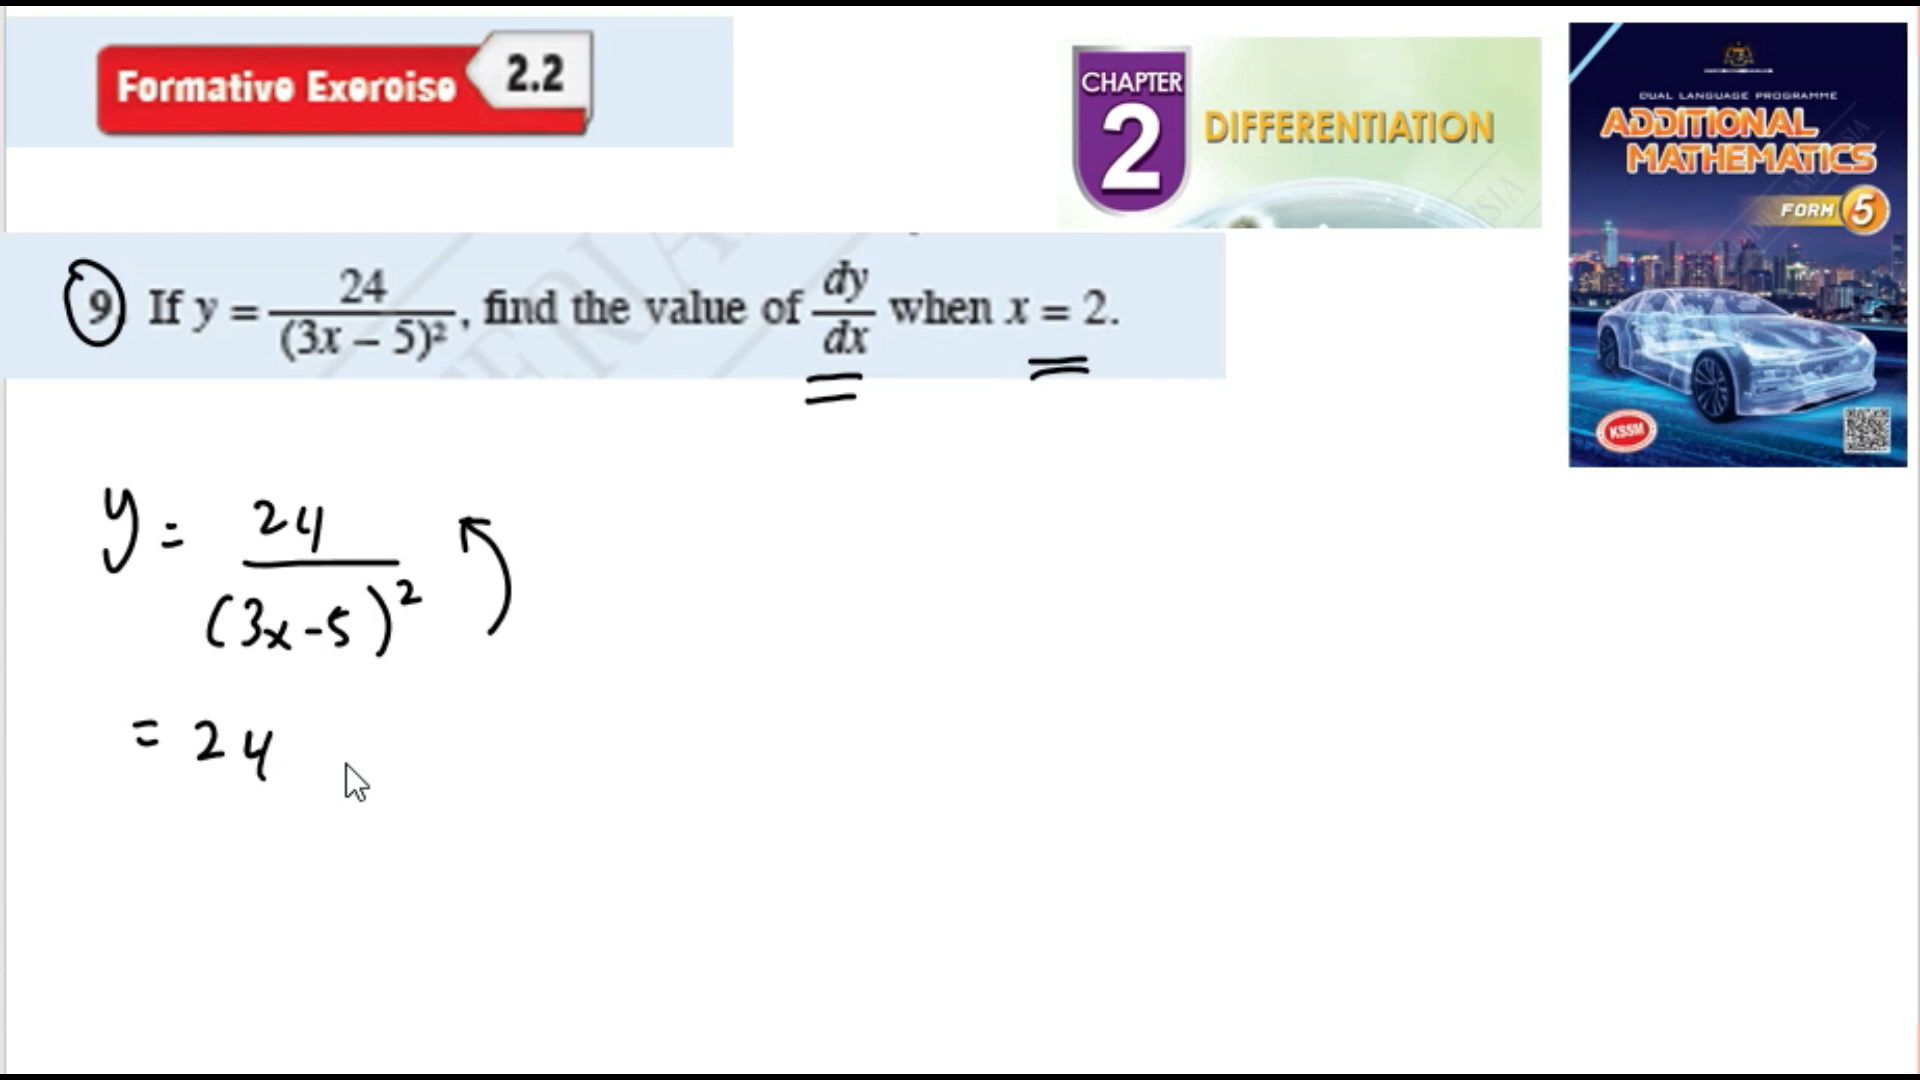 Formative Exercise 2.2
CHAPTER
2
DIFFERENTIATION
DUAL LANGUAGE PROGRAMME
ADDITIONAL
MATHEMATICS
FORM 5
KSSM
9 If y = 24/(3x – 5)², find the value of dy/dx when x = 2.
y = 24/(3x-5)²
= 24